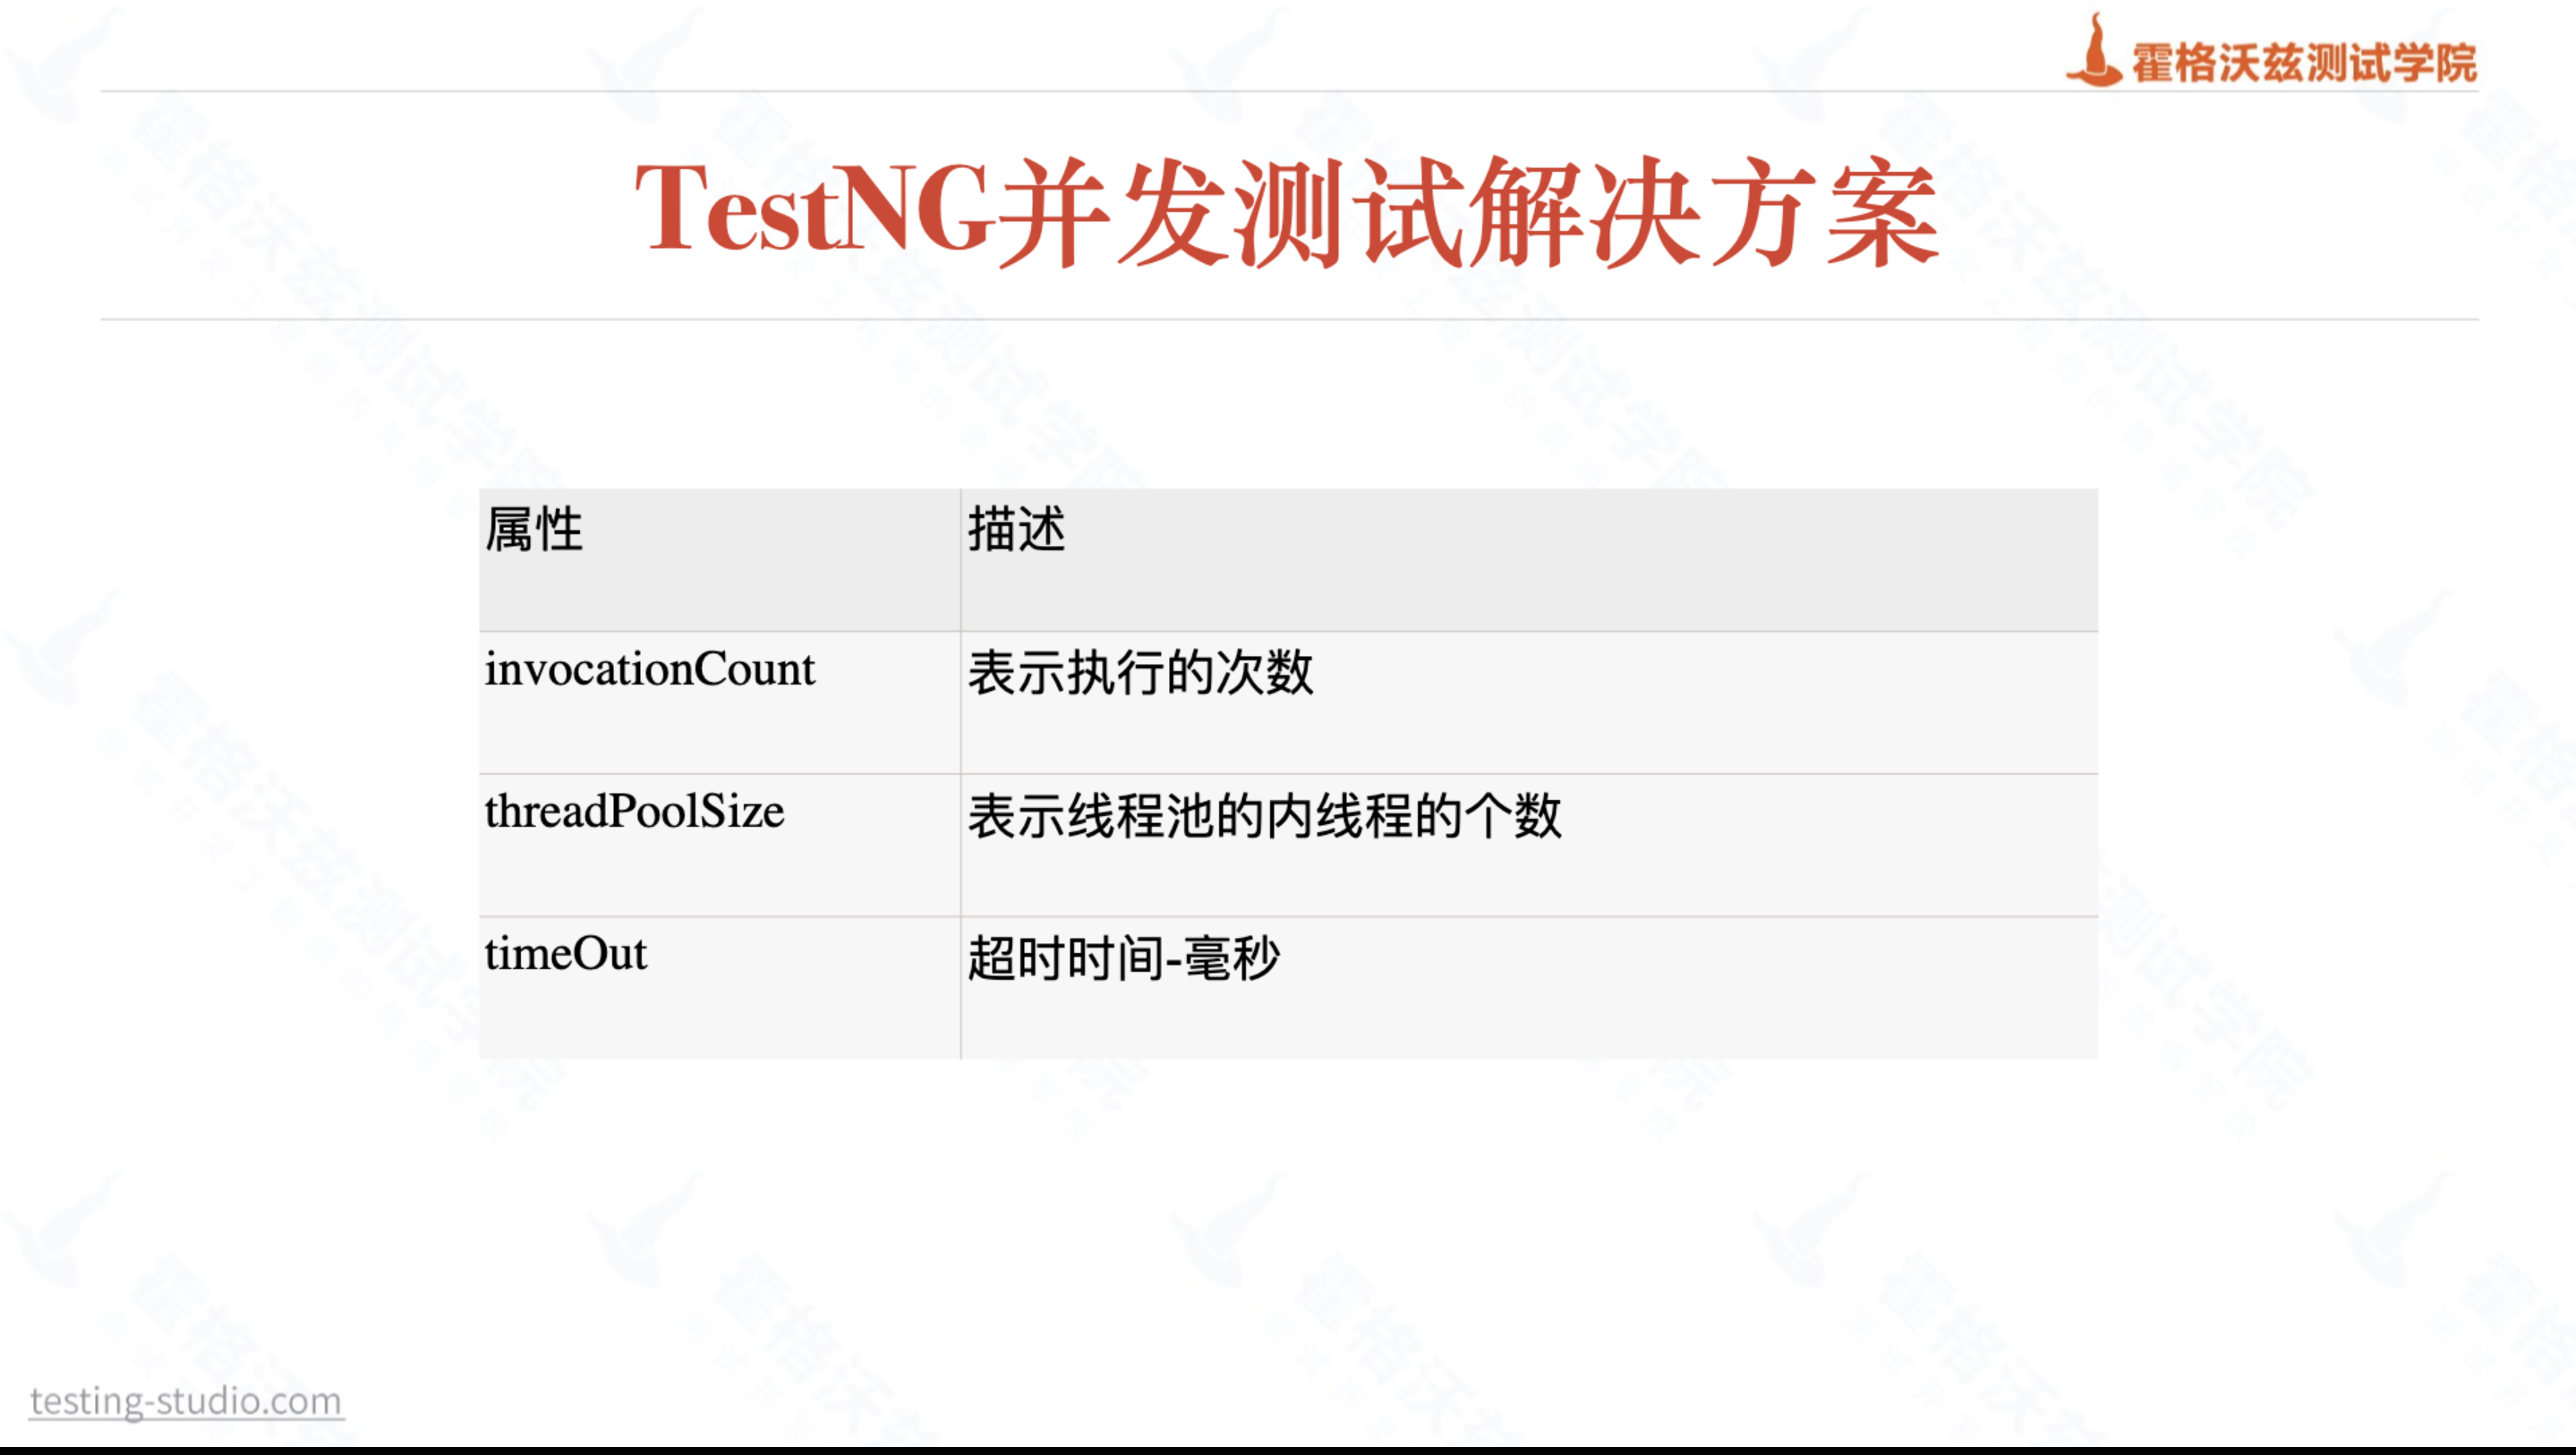 霍格沃兹测试学院
TestNG并发测试解决方案
属性 描述
invocationCount 表示执行的次数
threadPoolSize 表示线程池的内线程的个数
timeOut 超时时间-毫秒
testing-studio.com